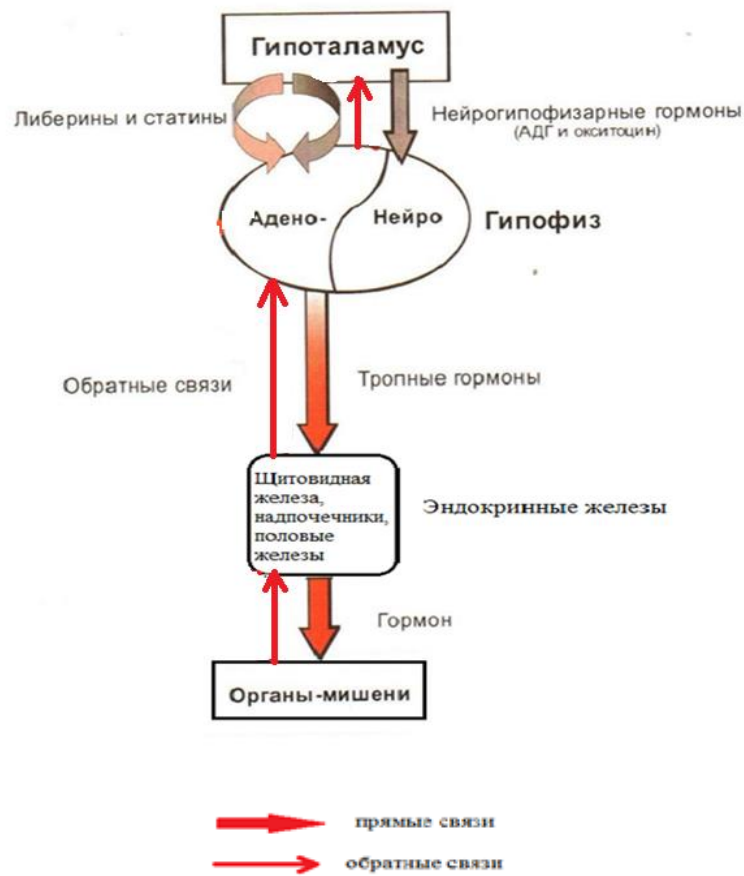 Гипоталамус
Либерины и статины
Нейрогипофизарные гормоны
(АДГ и окситоцин)
Адено-
Нейро
Гипофиз
Обратные связи
Тропные гормоны
Щитовидная
железа,
надпочечники,
половые
железы
Эндокринные железы
Гормон
Органы-мишени
прямые связи
обратные связи